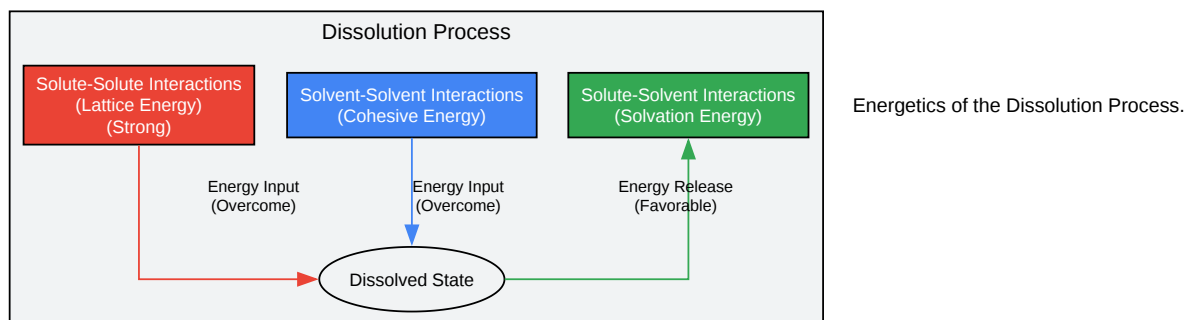 Dissolution Process
Solute-Solute Interactions
(Lattice Energy)
(Strong)
Solvent-Solvent Interactions
(Cohesive Energy)
Solute-Solvent Interactions
(Solvation Energy)
Energy Input
(Overcome)
Energy Input
(Overcome)
Energy Release
(Favorable)
Dissolved State
Energetics of the Dissolution Process.